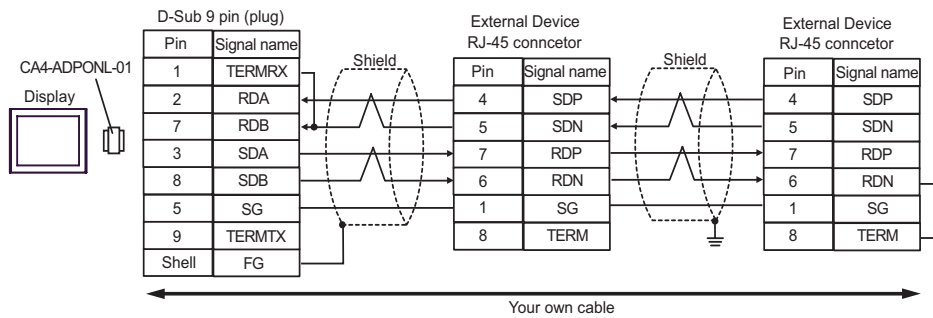 D-Sub 9 pin (plug)
External Device
RJ-45 conncetor
External Device
RJ-45 conncetor
CA4-ADPONL-01
Display
Pin Signal name
1 TERMRX
2 RDA
7 RDB
3 SDA
8 SDB
5 SG
9 TERMTX
Shell FG
Shield
Pin Signal name
4 SDP
5 SDN
7 RDP
6 RDN
1 SG
8 TERM
Shield
Pin Signal name
4 SDP
5 SDN
7 RDP
6 RDN
1 SG
8 TERM
Your own cable